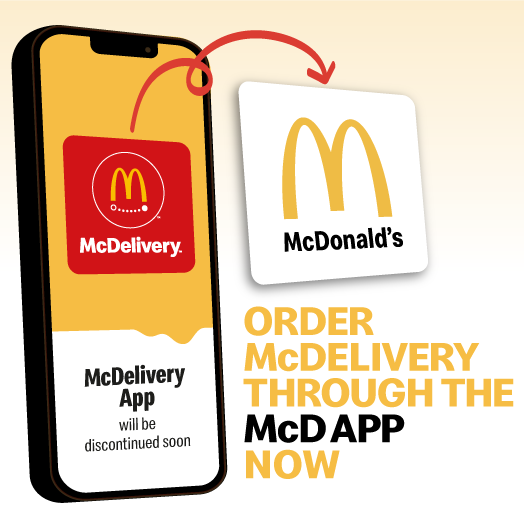 McDelivery
McDonald's
McDelivery
App
will be
discontinued soon
ORDER
McDELIVERY
THROUGH THE
McD APP
NOW